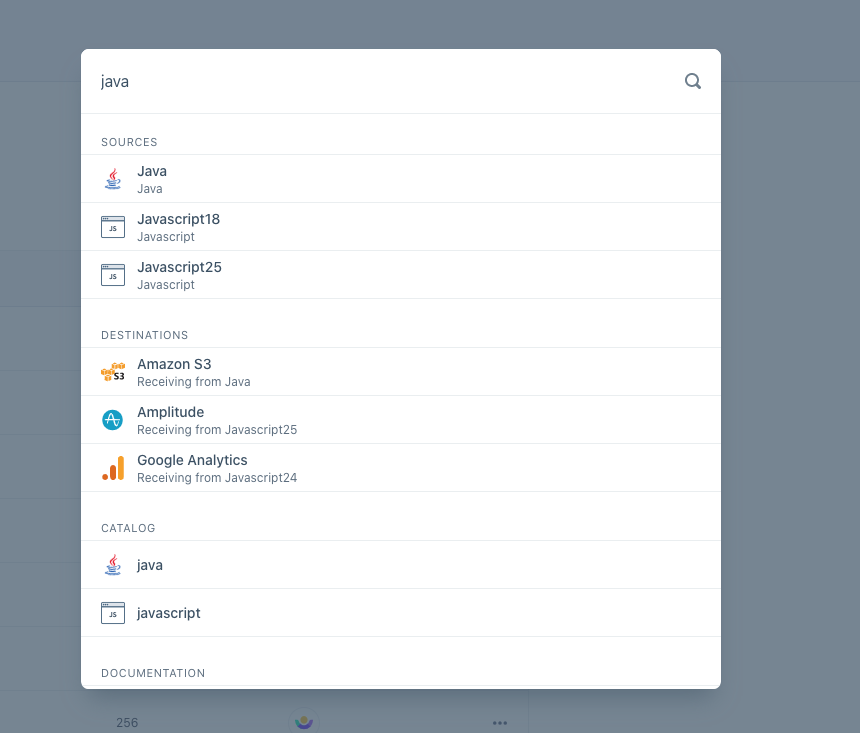 java
SOURCES
Java
Java
JS
Javascript18
Javascript
JS
Javascript25
Javascript
DESTINATIONS
S3
Amazon S3
Receiving from Java
Amplitude
Receiving from Javascript25
Google Analytics
Receiving from Javascript24
CATALOG
java
JS
javascript
DOCUMENTATION
256